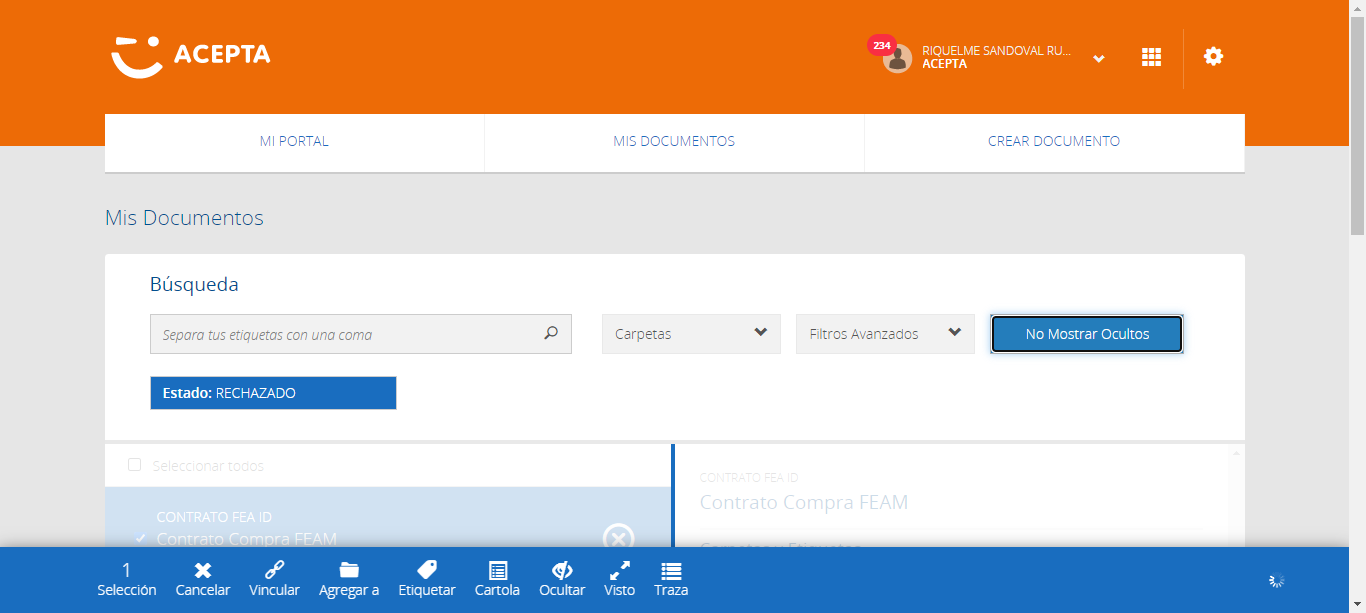 ACEPTA
234
RIQUELME SANDOVAL RU...
ACEPTA
MI PORTAL
MIS DOCUMENTOS
CREAR DOCUMENTO
Mis Documentos
Búsqueda
Separa tus etiquetas con una coma
Carpetas
Filtros Avanzados
No Mostrar Ocultos
Estado: RECHAZADO
Seleccionar todos
CONTRATO FEA ID
Contrato Compra FEAM
CONTRATO FEA ID
Contrato Compra FEAM
Carpetas y Etiquetas
1
Selección
Cancelar
Vincular
Agregar a
Etiquetar
Cartola
Ocultar
Visto
Traza